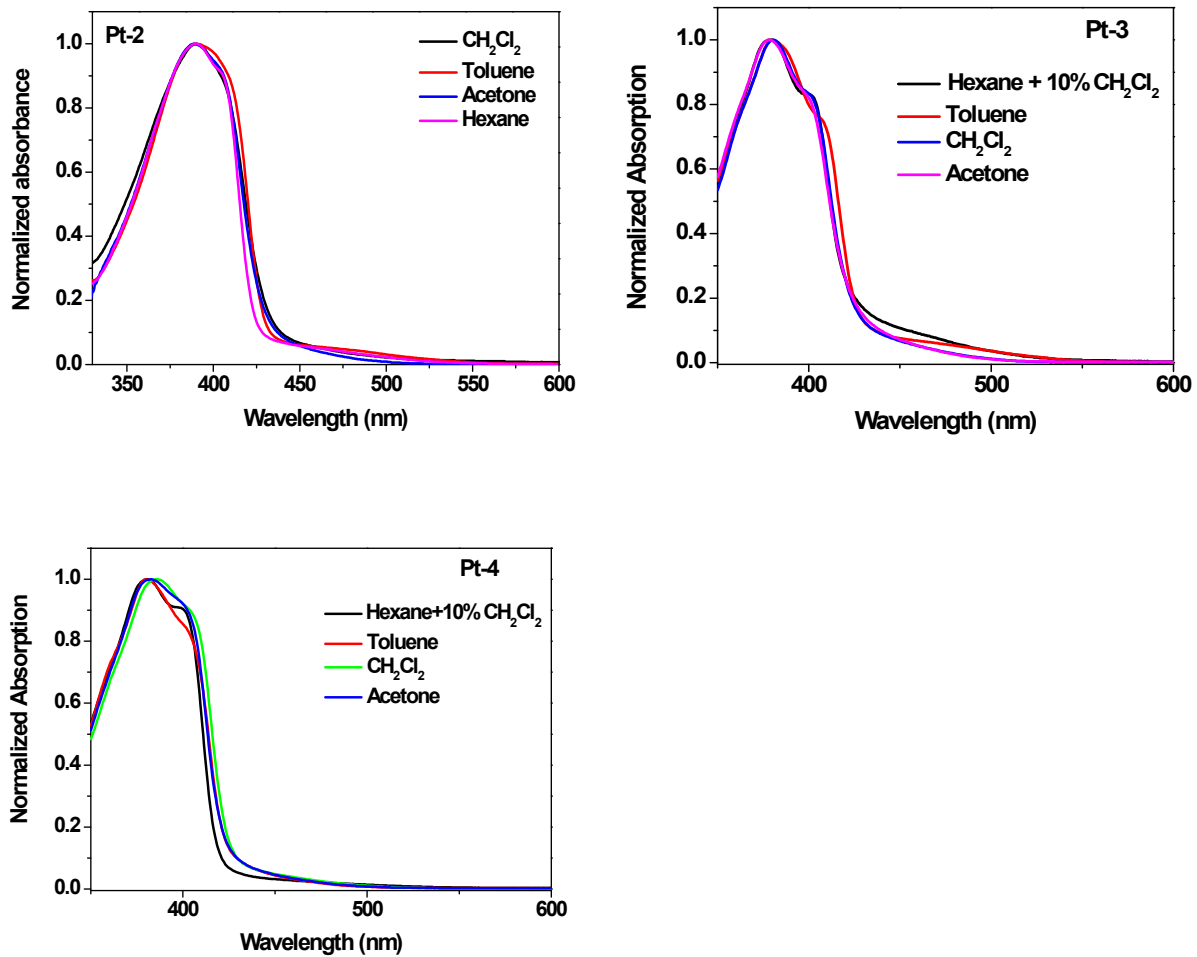 Pt-2
CH₂Cl₂
Toluene
Acetone
Hexane
Normalized absorbance
1.0
0.8
0.6
0.4
0.2
0.0
350 400 450 500 550 600
Wavelength (nm)
Pt-3
Hexane + 10% CH₂Cl₂
Toluene
CH₂Cl₂
Acetone
Normalized Absorption
1.0
0.8
0.6
0.4
0.2
0.0
400 500 600
Wavelength (nm)
Pt-4
Hexane+10% CH₂Cl₂
Toluene
CH₂Cl₂
Acetone
Normalized Absorption
1.0
0.8
0.6
0.4
0.2
0.0
400 500 600
Wavelength (nm)